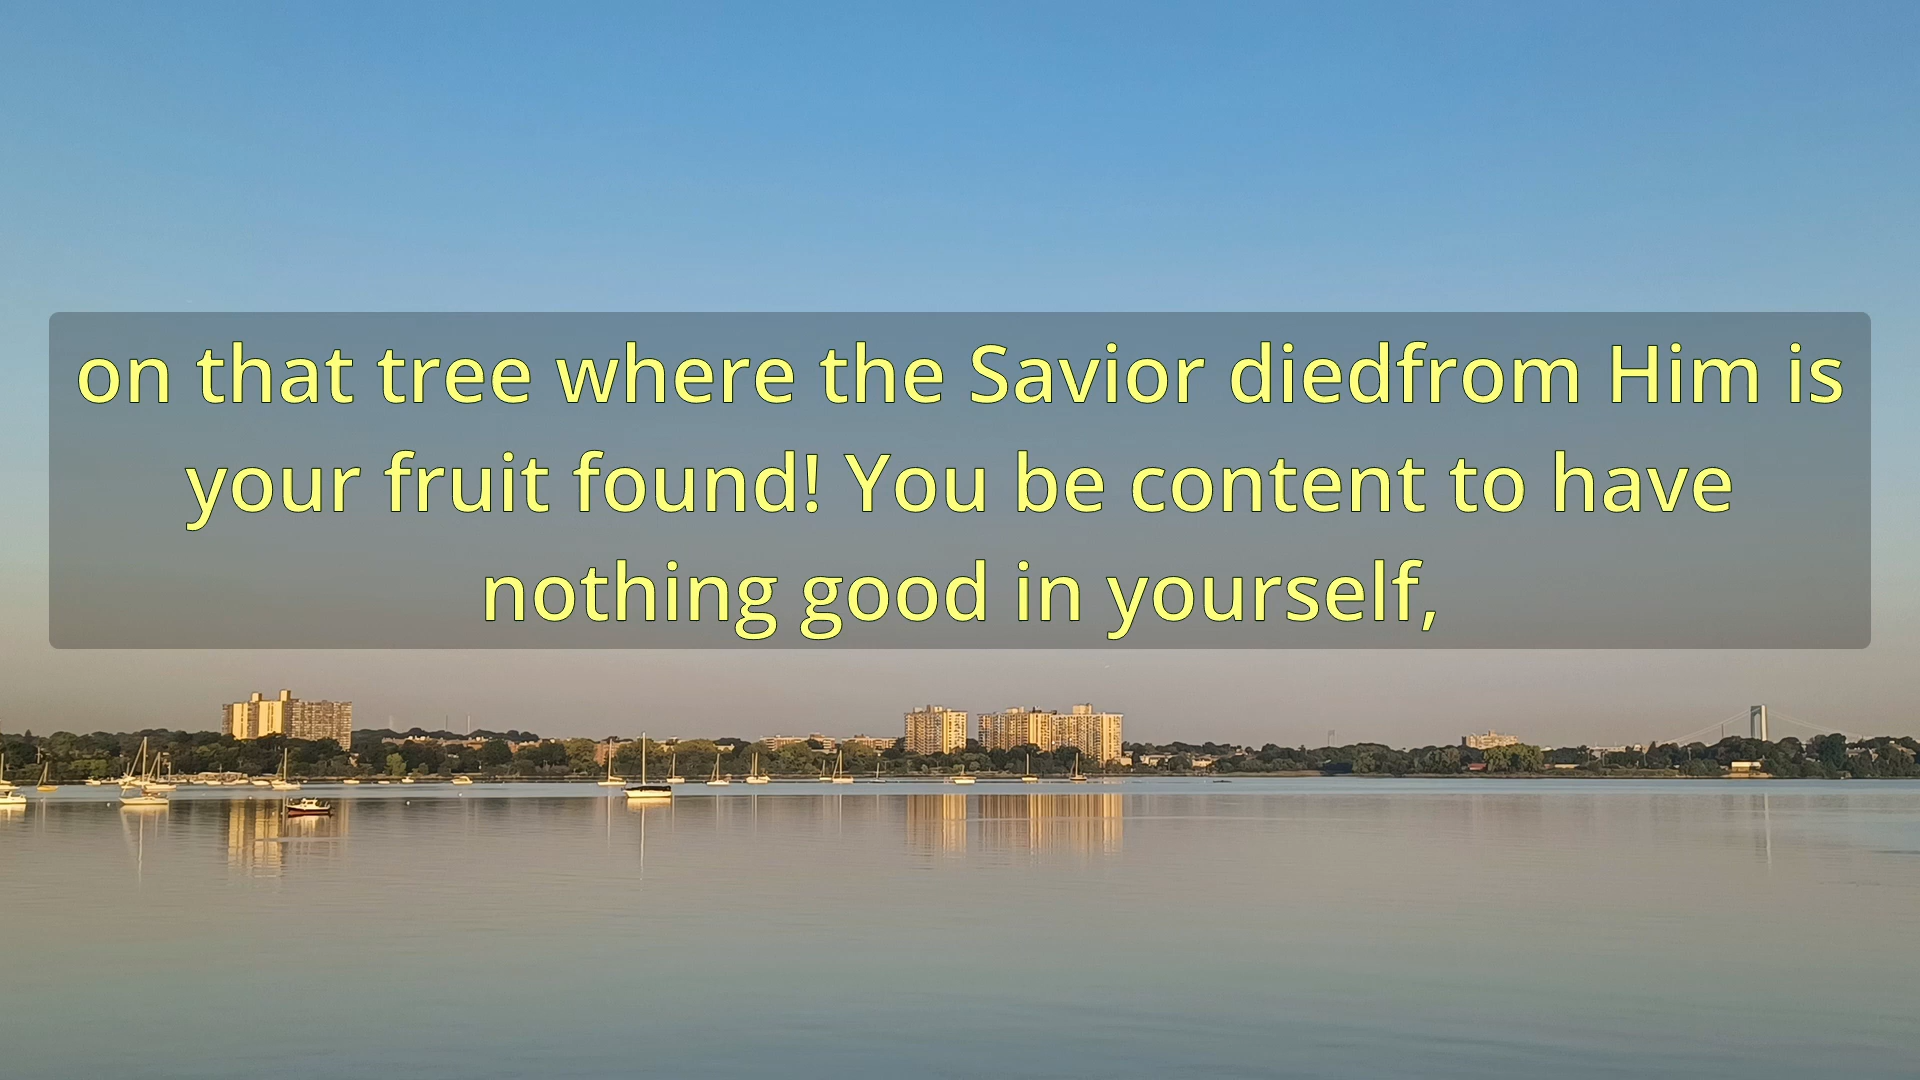 on that tree where the Savior diedfrom Him is
your fruit found! You be content to have
nothing good in yourself,